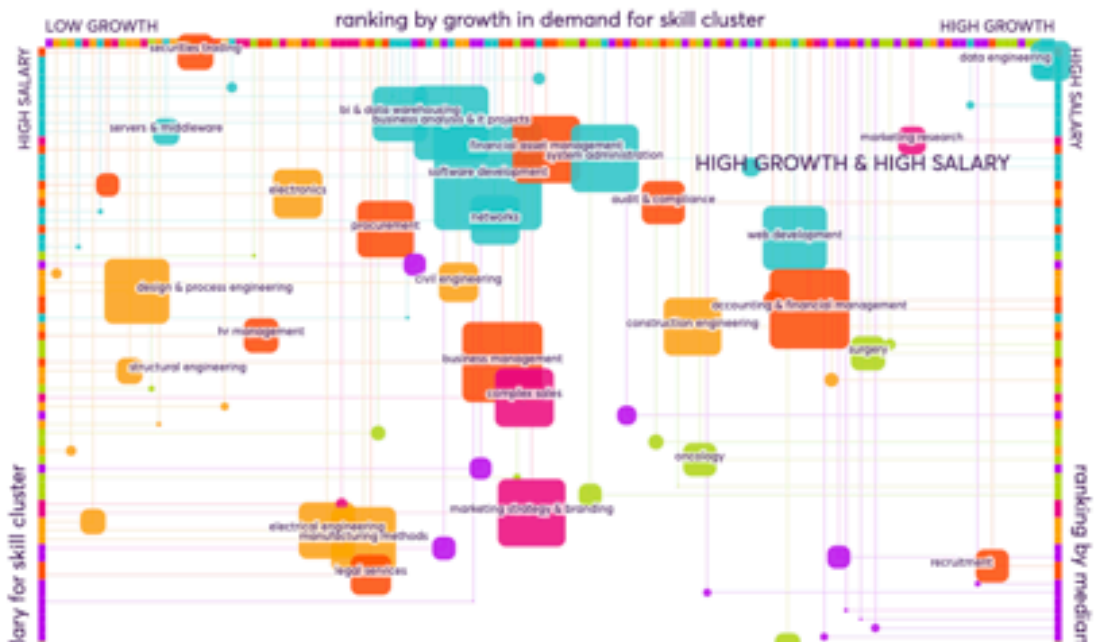 ranking by growth in demand for skill cluster
LOW GROWTH
HIGH GROWTH
HIGH SALARY
HIGH SALARY
securities trading
data engineering
bi & data warehousing
business analysis & it projects
servers & middleware
marketing research
financial asset management
system administration
HIGH GROWTH & HIGH SALARY
software development
electronics
audit & compliance
networks
procurement
web development
civil engineering
design & process engineering
accounting & financial management
construction engineering
hr management
surgery
business management
structural engineering
complex sales
oncology
marketing strategy & branding
electrical engineering
manufacturing methods
legal services
recruitment
lary for skill cluster
ranking by median